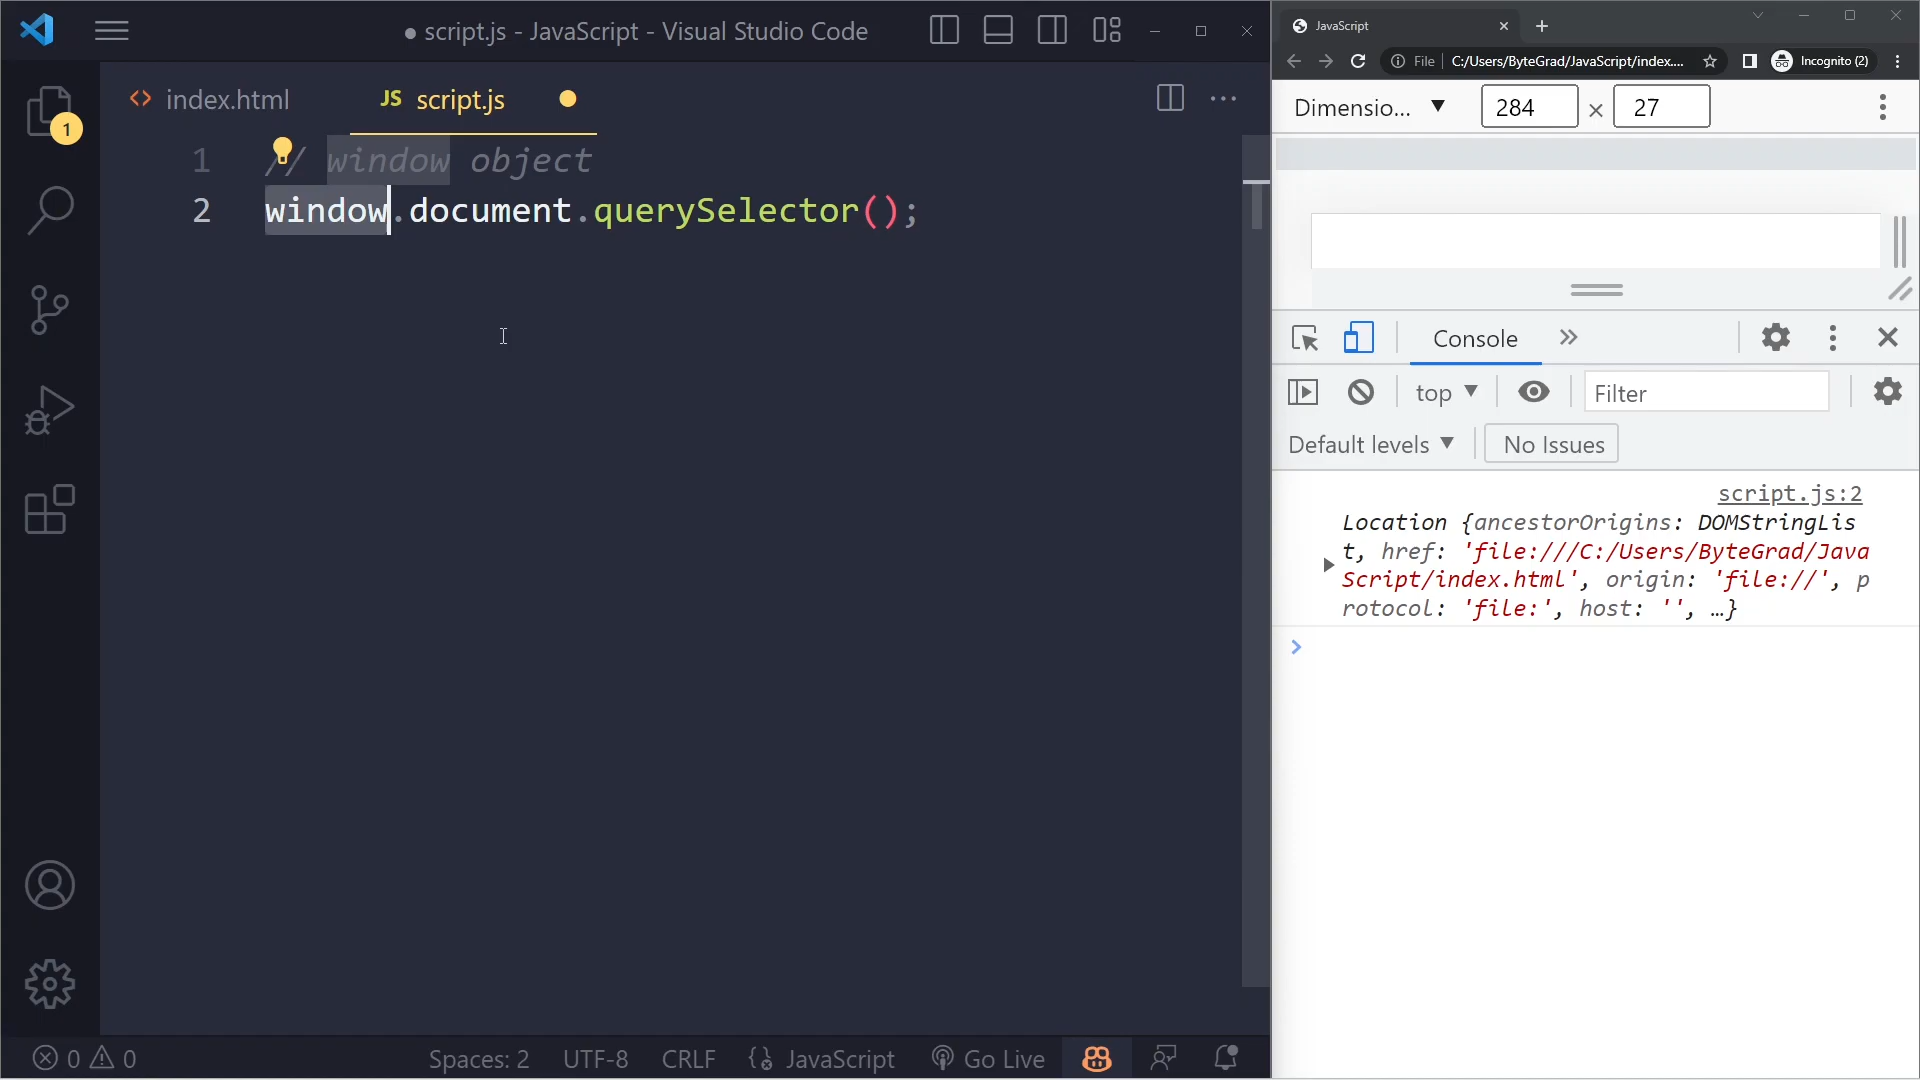 ● script.js - JavaScript - Visual Studio Code
index.html
JS script.js
1
1 // window object
2 window.document.querySelector();
0 0
Spaces: 2 UTF-8 CRLF JavaScript Go Live
JavaScript
File C:/Users/ByteGrad/JavaScript/index.... Incognito (2)
Dimensio... 284 × 27
Console
top Filter
Default levels No Issues
script.js:2
Location {ancestorOrigins: DOMStringLis
t, href: 'file:///C:/Users/ByteGrad/Java
Script/index.html', origin: 'file://', p
rotocol: 'file:', host: '', …}